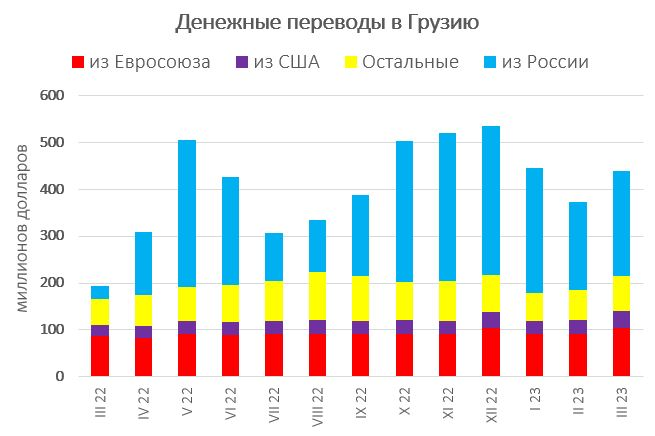 Денежные переводы в Грузию
из Евросоюза из США Остальные из России
миллионов долларов
600
500
400
300
200
100
0
III 22 IV 22 V 22 VI 22 VII 22 VIII 22 IX 22 X 22 XI 22 XII 22 I 23 II 23 III 23